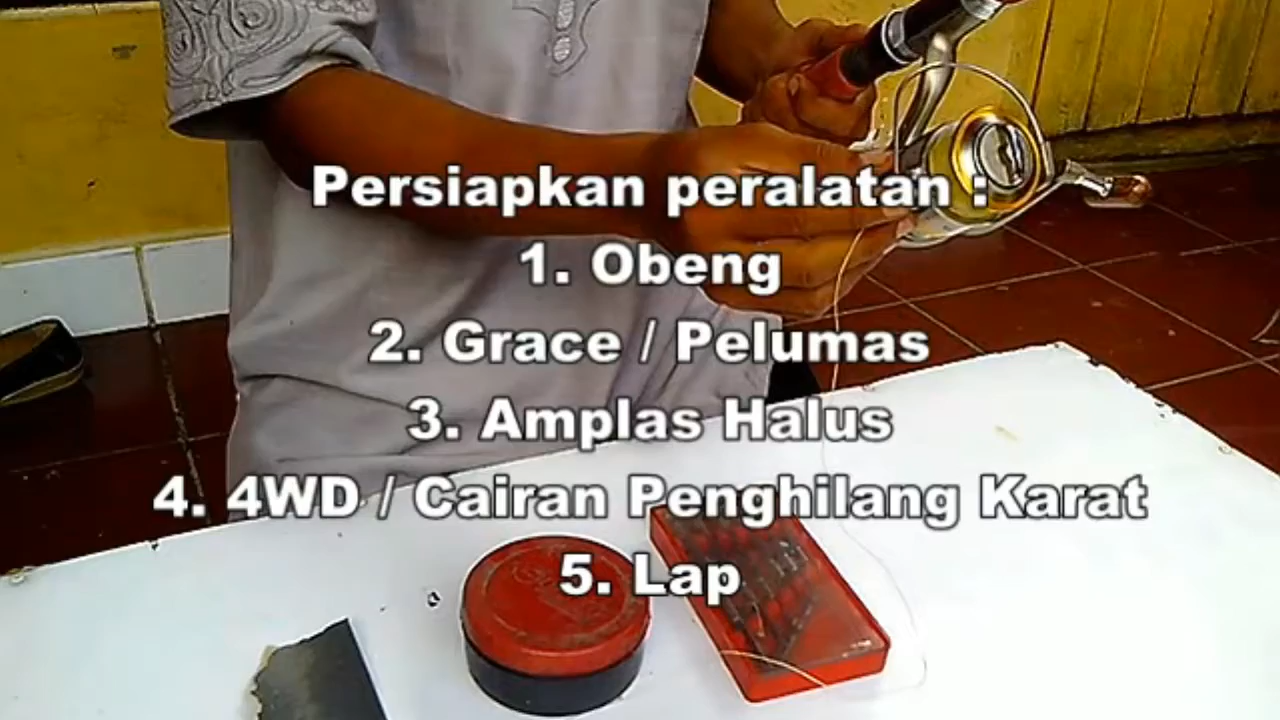 Persiapkan peralatan :
1. Obeng
2. Grace / Pelumas
3. Amplas Halus
4. 4WD / Cairan Penghilang Karat
5. Lap